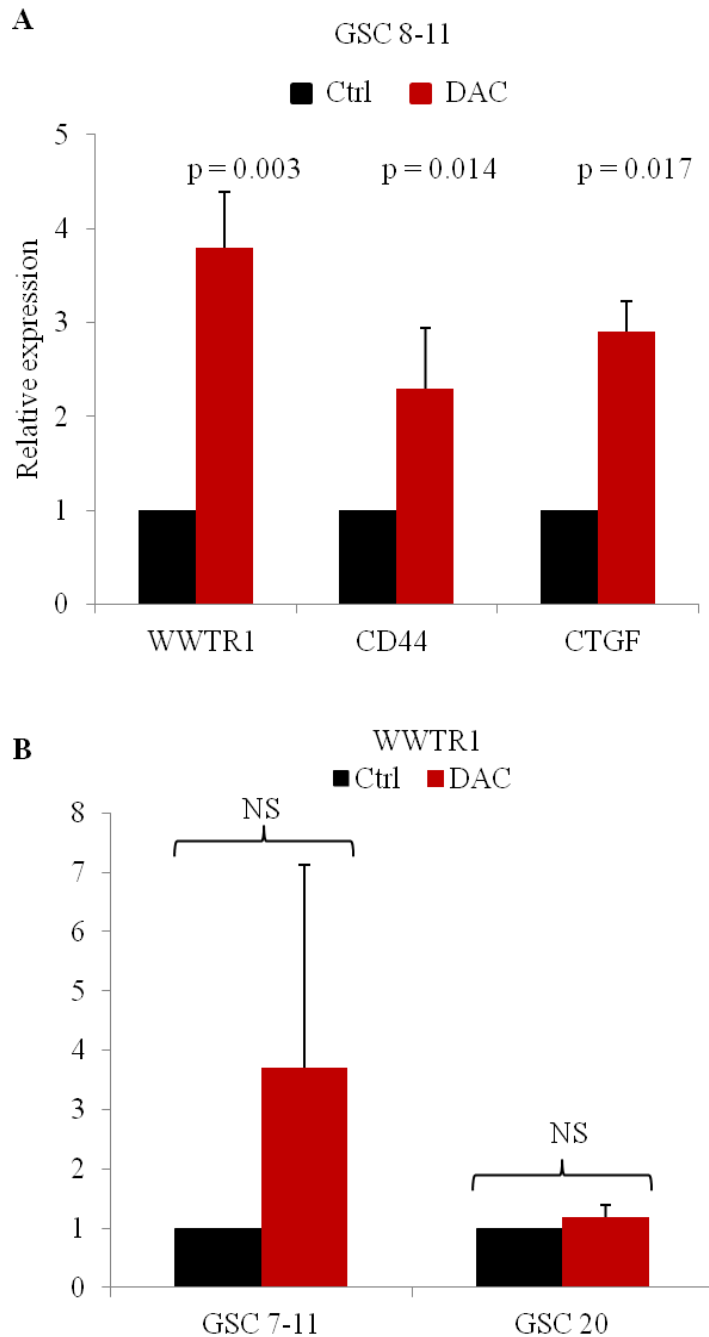 A
GSC 8-11
Ctrl DAC
5
p = 0.003 p = 0.014 p = 0.017
4
3
2
1
0
Relative expression
WWTR1 CD44 CTGF
B
WWTR1
Ctrl DAC
8
NS
7
6
5
4
3
NS
2
1
0
GSC 7-11 GSC 20